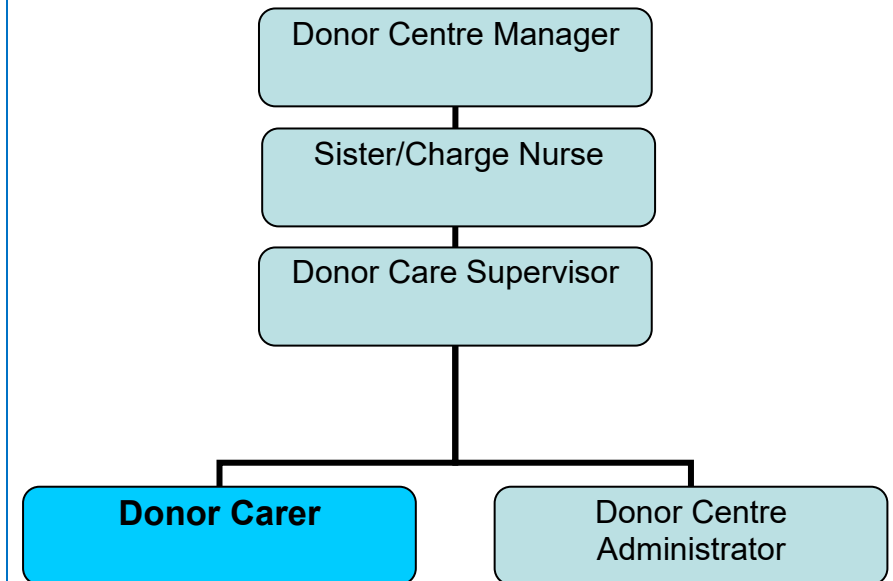 Donor Centre Manager
Sister/Charge Nurse
Donor Care Supervisor
Donor Carer
Donor Centre
Administrator